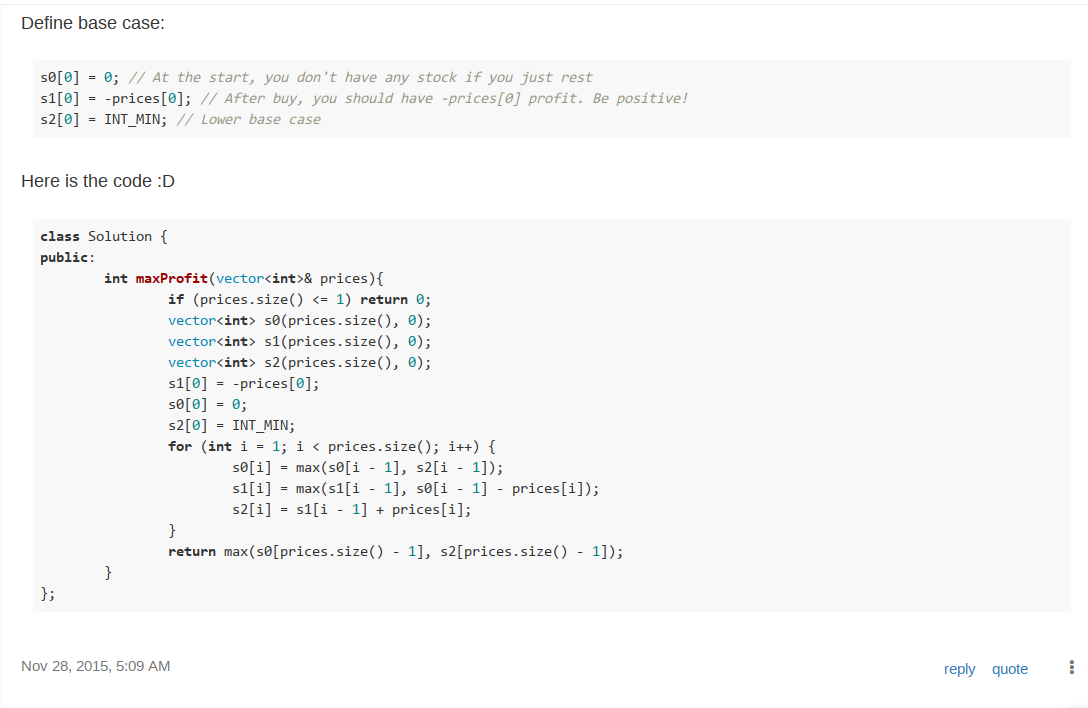 Define base case:
s0[0] = 0; // At the start, you don't have any stock if you just rest
s1[0] = -prices[0]; // After buy, you should have -prices[0] profit. Be positive!
s2[0] = INT_MIN; // Lower base case
Here is the code :D
class Solution {
public:
        int maxProfit(vector<int>& prices){
                if (prices.size() <= 1) return 0;
                vector<int> s0(prices.size(), 0);
                vector<int> s1(prices.size(), 0);
                vector<int> s2(prices.size(), 0);
                s1[0] = -prices[0];
                s0[0] = 0;
                s2[0] = INT_MIN;
                for (int i = 1; i < prices.size(); i++) {
                        s0[i] = max(s0[i - 1], s2[i - 1]);
                        s1[i] = max(s1[i - 1], s0[i - 1] - prices[i]);
                        s2[i] = s1[i - 1] + prices[i];
                }
                return max(s0[prices.size() - 1], s2[prices.size() - 1]);
        }
};
Nov 28, 2015, 5:09 AM
reply quote